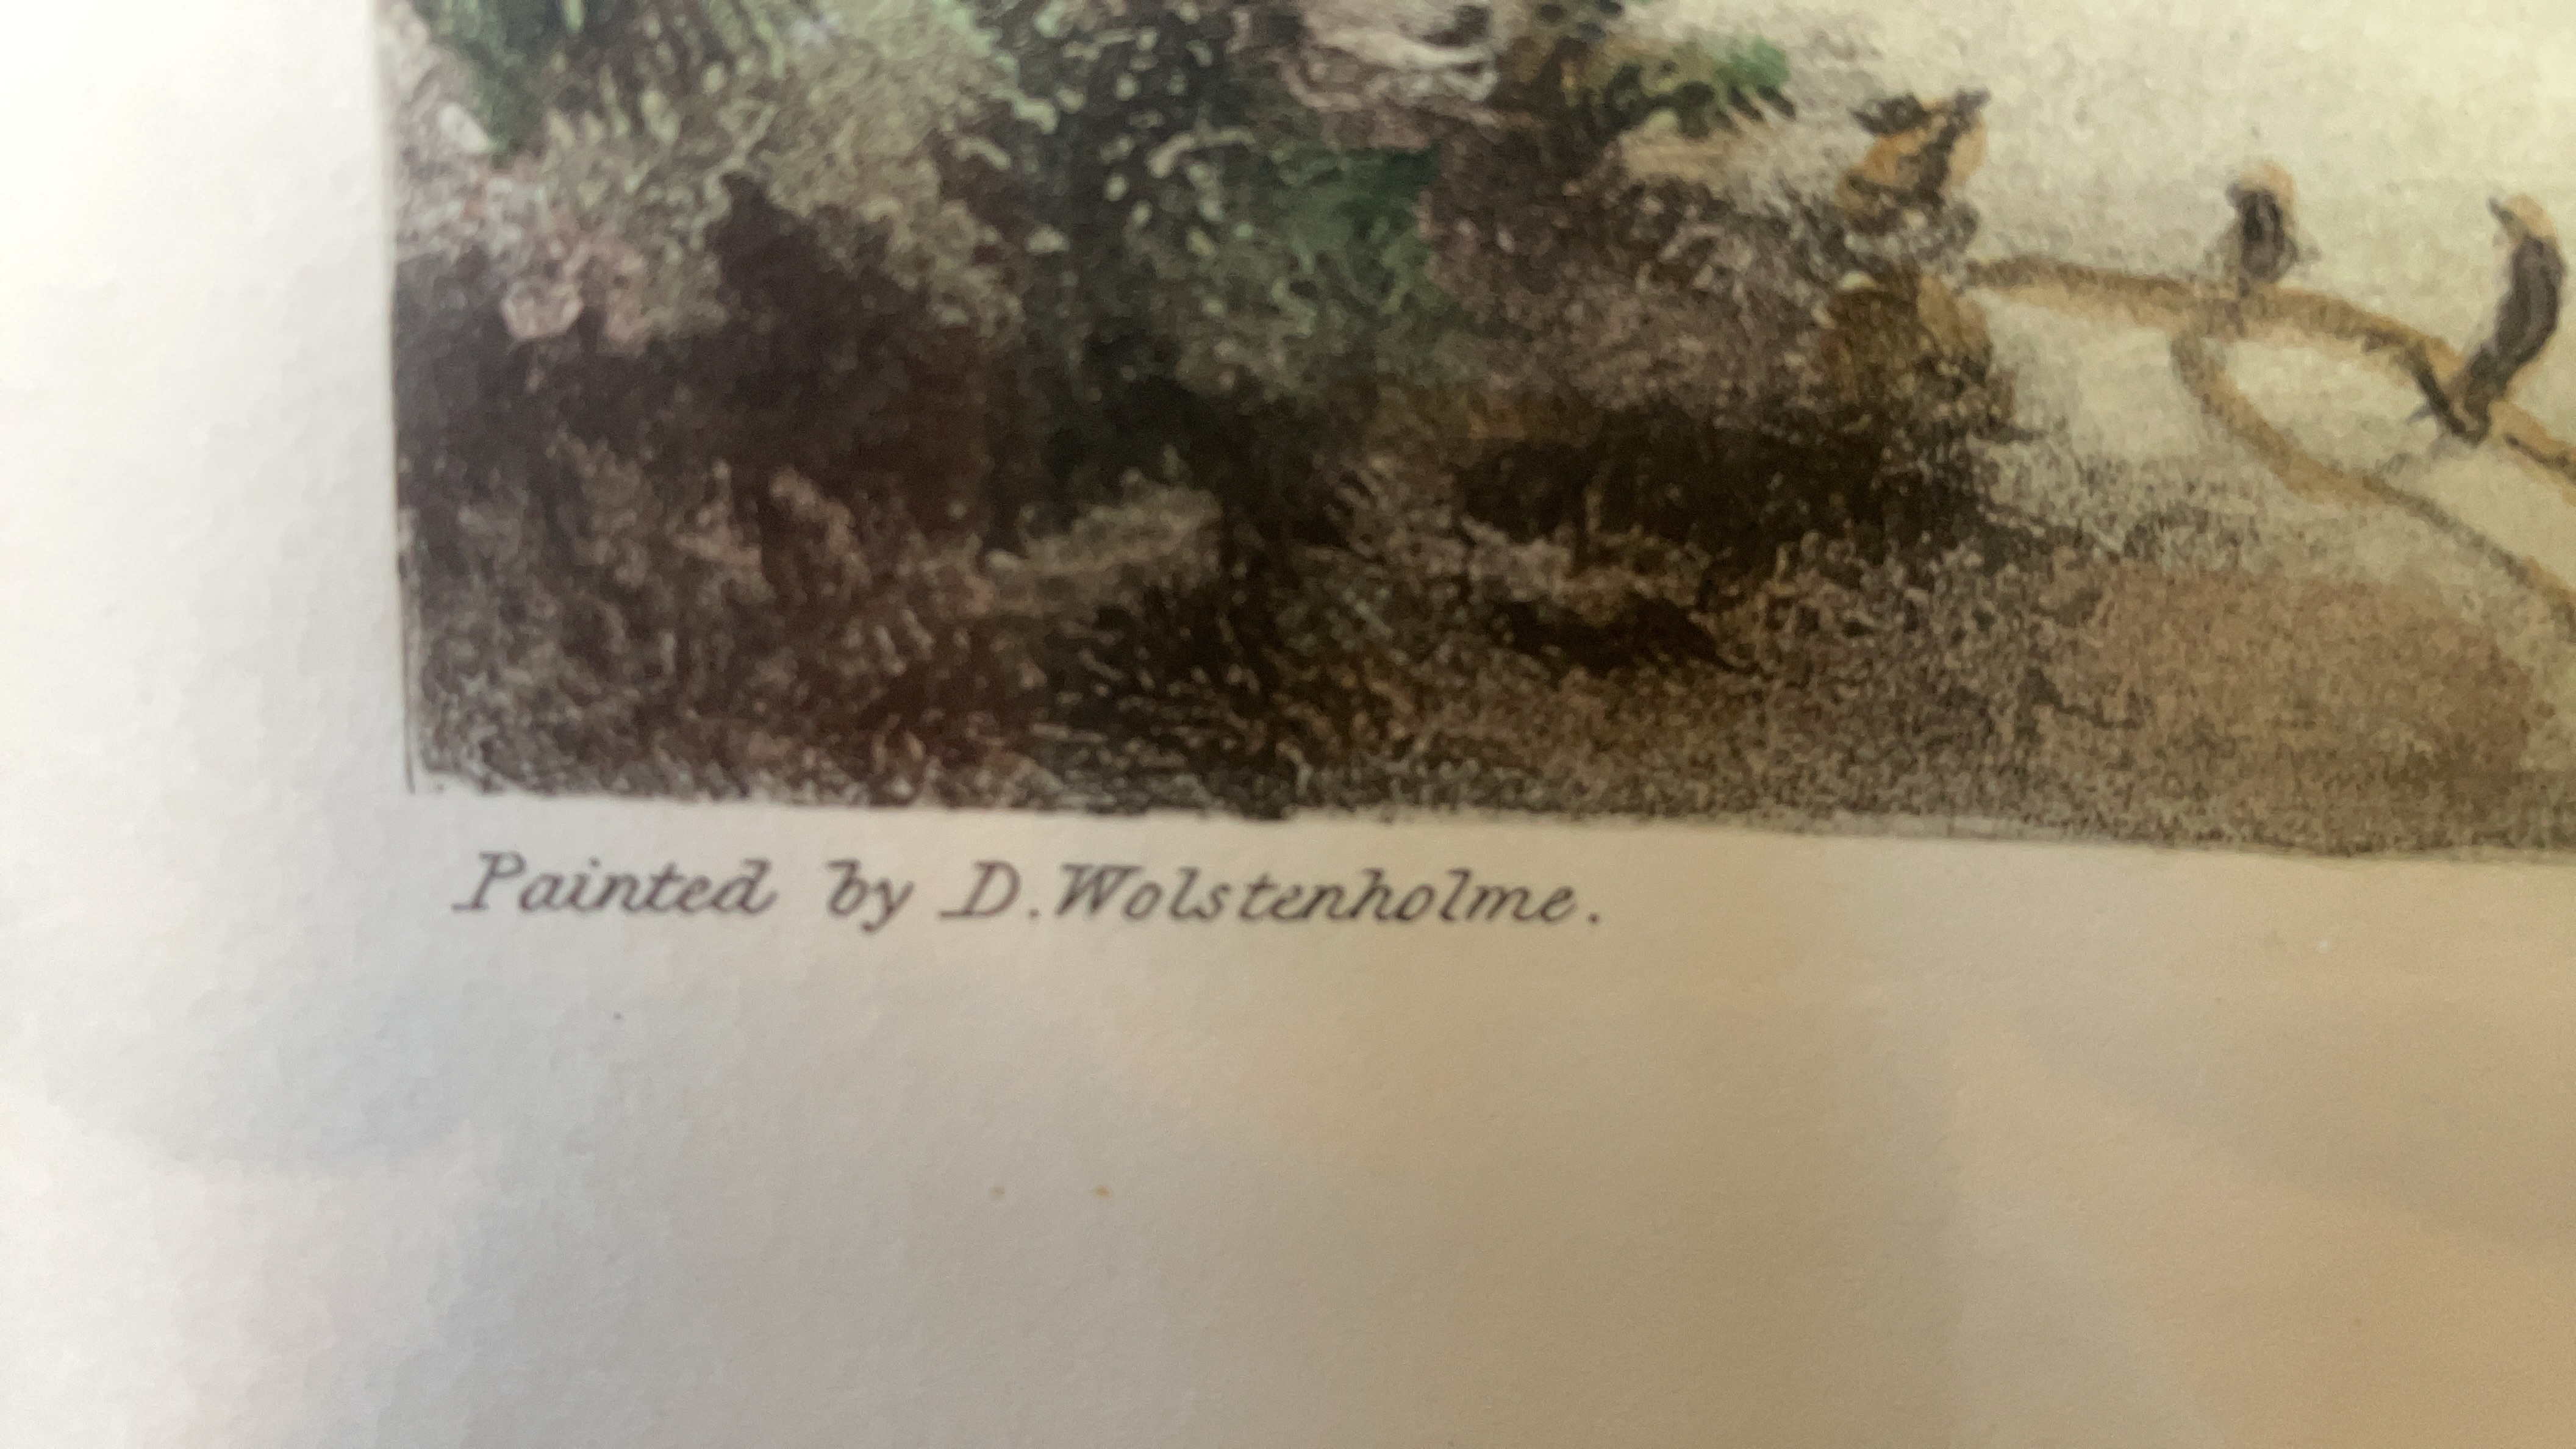 Painted by D. Wolstenholme.